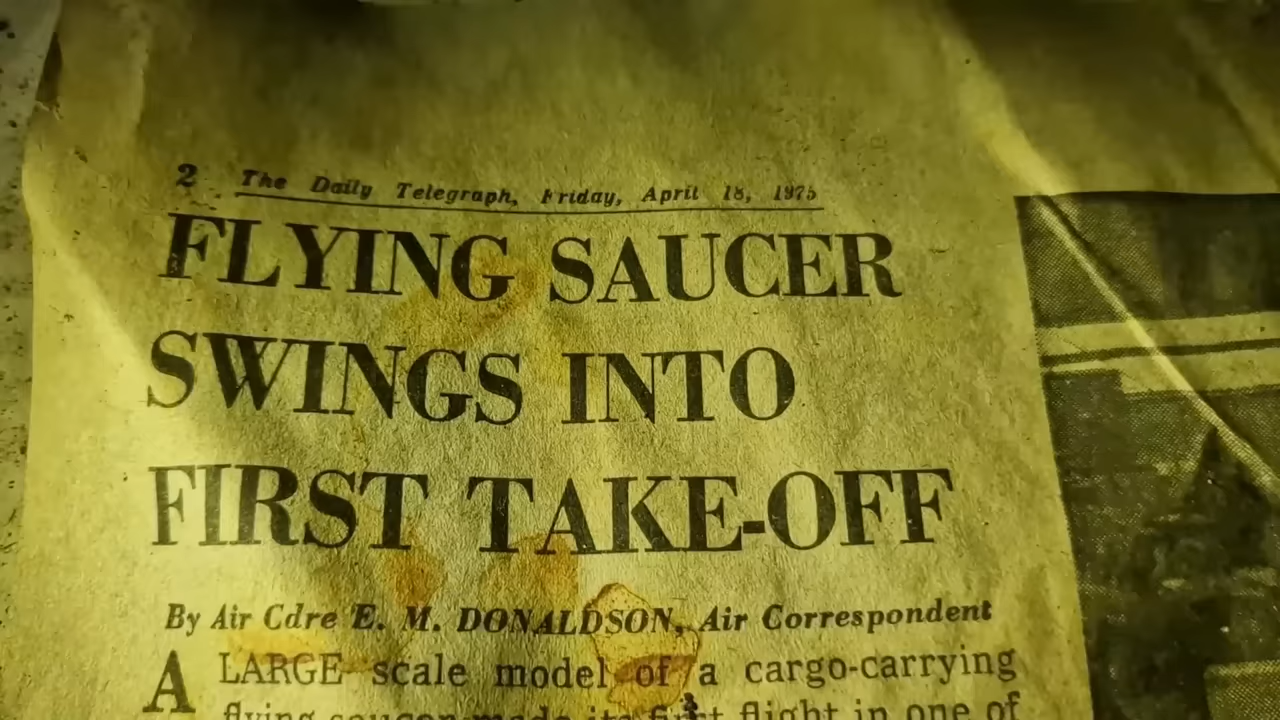 2 The Daily Telegraph, Friday, April 18, 1975
FLYING SAUCER
SWINGS INTO
FIRST TAKE-OFF
By Air Cdre E. M. DONALDSON, Air Correspondent
A LARGE scale model of a cargo-carrying
flying saucer made its first flight in one of